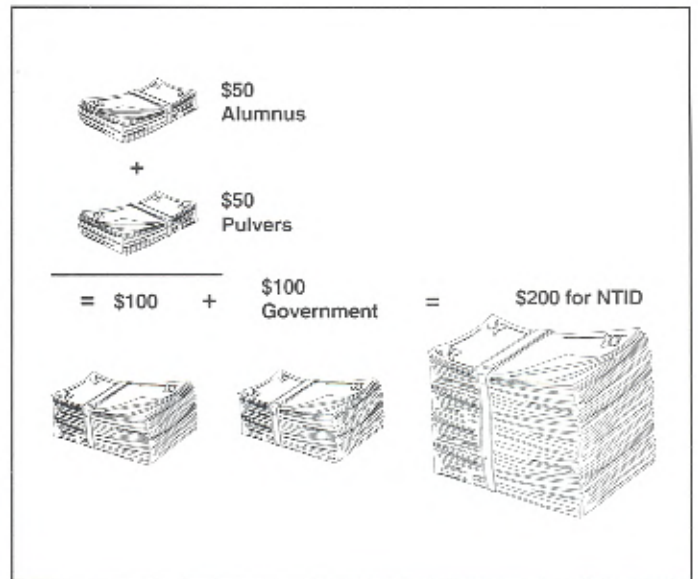 $50
Alumnus
+
$50
Pulvers
= $100 + $100 Government = $200 for NTID